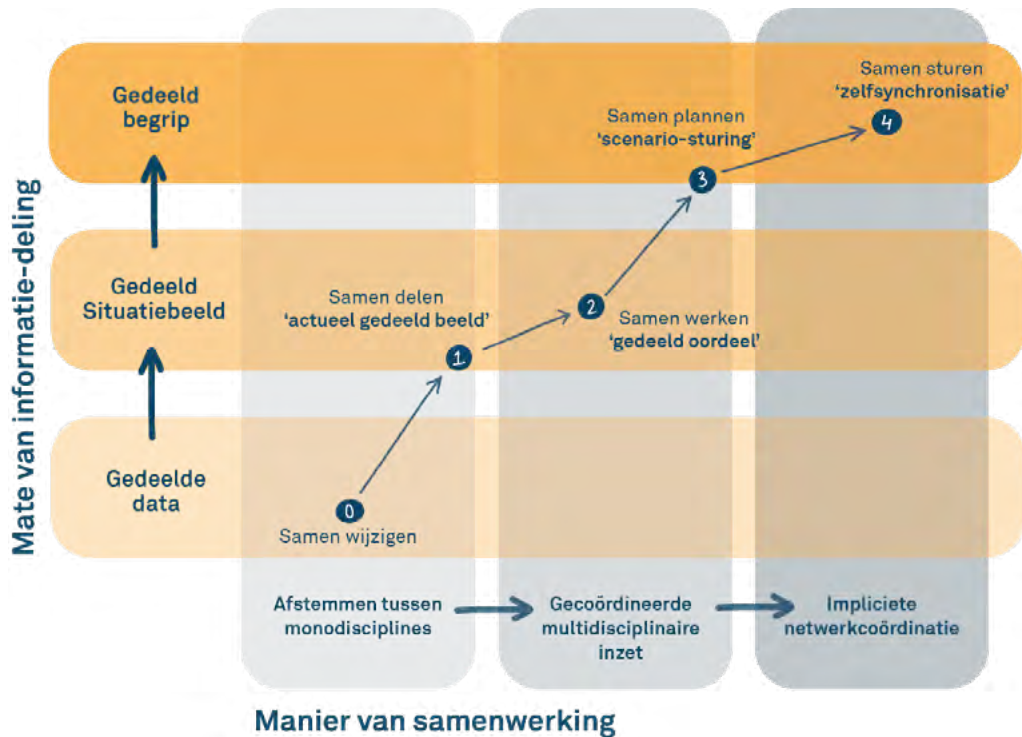 Mate van informatie-deling
Gedeeld
begrip
Gedeeld
Situatiebeeld
Gedeelde
data
Samen sturen
‘zelfsynchronisatie’
4
Samen plannen
‘scenario-sturing’
3
Samen delen
‘actueel gedeeld beeld’
2
Samen werken
‘gedeeld oordeel’
1
0
Samen wijzigen
Afstemmen tussen
monodisciplines
Gecoördineerde
multidisciplinaire
inzet
Impliciete
netwerkcoördinatie
Manier van samenwerking